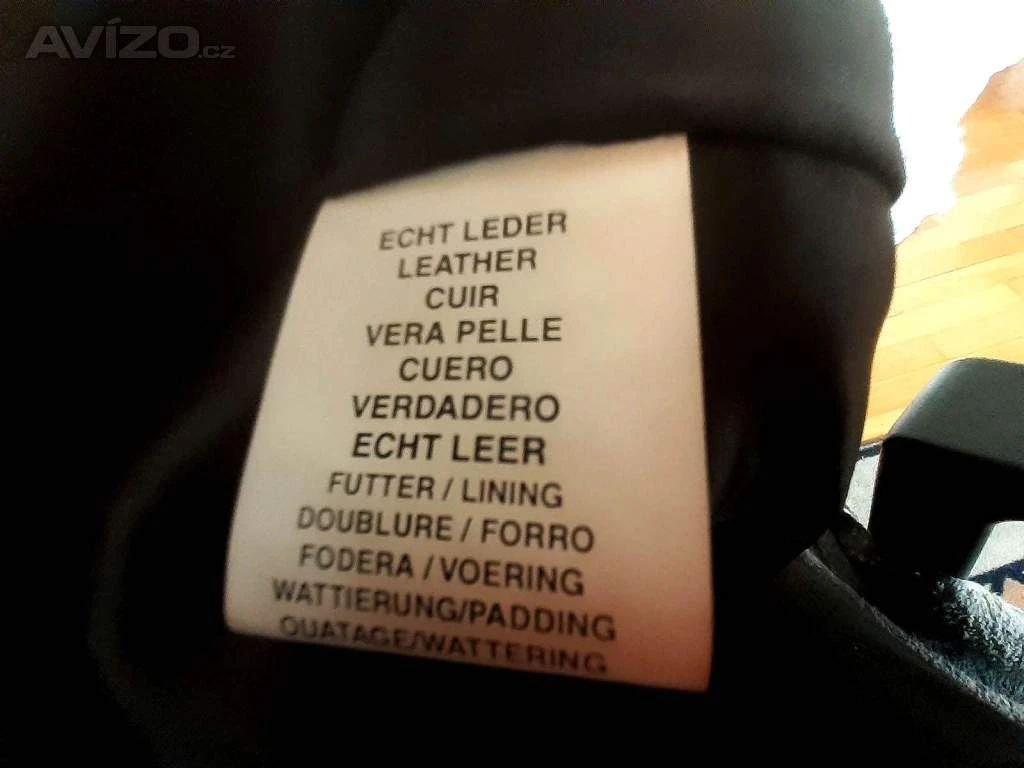 AVÍZO.cz
ECHT LEDER
LEATHER
CUIR
VERA PELLE
CUERO
VERDADERO
ECHT LEER
FUTTER / LINING
DOUBLURE / FORRO
FODERA / VOERING
WATTIERUNG/PADDING
OUATAGE/WATTERING